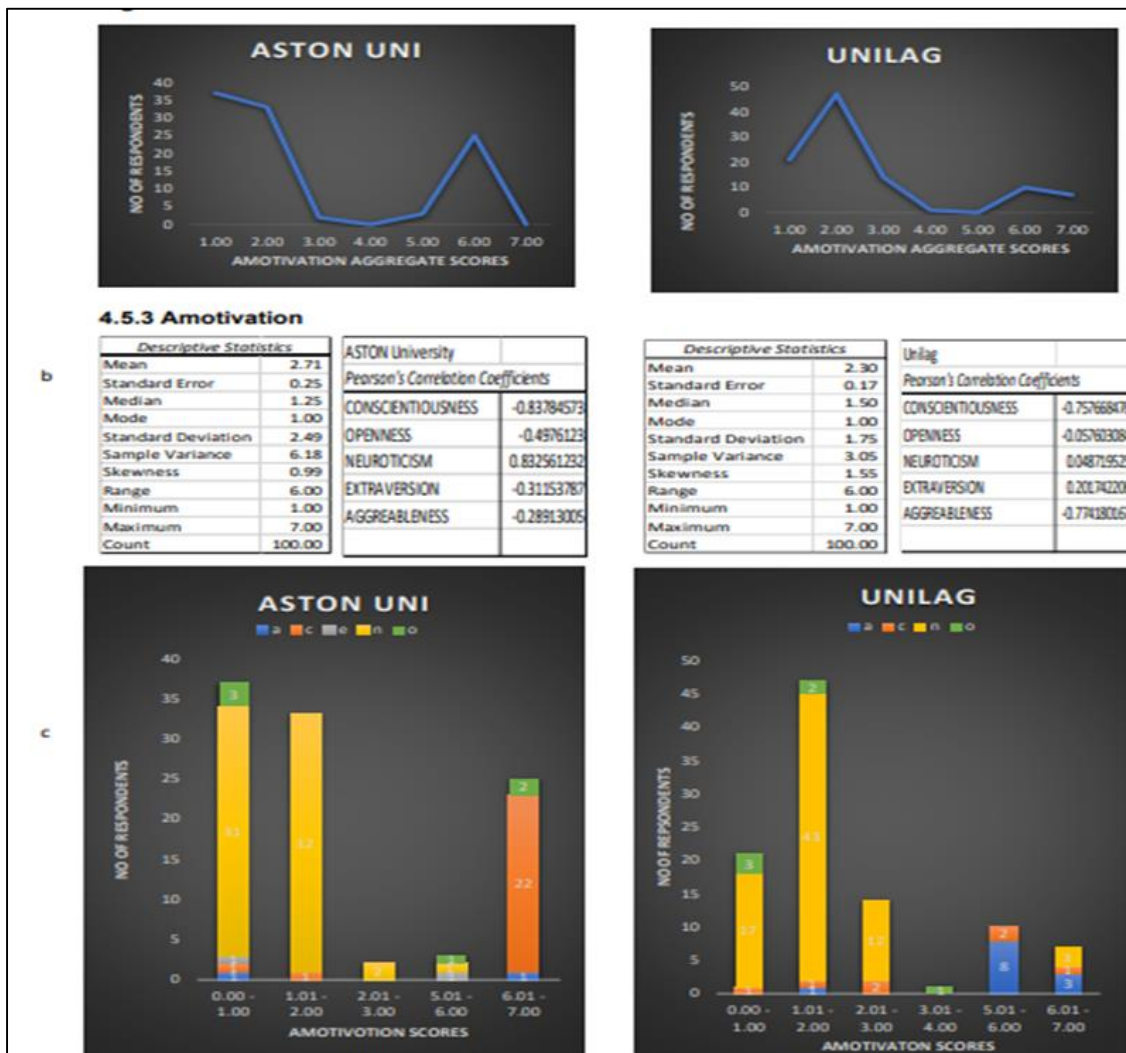 ASTON UNI
NO OF RESPONDENTS
40
35
30
25
20
15
10
5
0
1.00 2.00 3.00 4.00 5.00 6.00 7.00
AMOTIVATION AGGREGATE SCORES
UNILAG
NO OF RESPONDENTS
50
40
30
20
10
0
1.00 2.00 3.00 4.00 5.00 6.00 7.00
AMOTIVATION AGGREGATE SCORES
4.5.3 Amotivation
b
Descriptive Statistics
Mean 2.71
Standard Error 0.25
Median 1.25
Mode 1.00
Standard Deviation 2.49
Sample Variance 6.18
Skewness 0.99
Range 6.00
Minimum 1.00
Maximum 7.00
Count 100.00
ASTON University
Pearson's Correlation Coefficients
CONSCIENTIOUSNESS -0.83784573
OPENNESS -0.4976123
NEUROTICISM 0.832561232
EXTRAVERSION -0.31153787
AGGREABLENESS -0.28913005
Descriptive Statistics
Mean 2.30
Standard Error 0.17
Median 1.50
Mode 1.00
Standard Deviation 1.75
Sample Variance 3.05
Skewness 1.55
Range 6.00
Minimum 1.00
Maximum 7.00
Count 100.00
Unilag
Pearson's Correlation Coefficients
CONSCIENTIOUSNESS
OPENNESS
NEUROTICISM
EXTRAVERSION
AGGREABLENESS
c
ASTON UNI
a c e n o
NO OF RESPONDENTS
40
35
30
25
20
15
10
5
0
3
31
1
32
1
2
1
2
22
1
0.00 - 1.01 - 2.01 - 5.01 - 6.01 -
1.00 2.00 3.00 6.00 7.00
AMOTIVOTION SCORES
UNILAG
a c n o
NO OF REPSONDENTS
50
45
40
35
30
25
20
15
10
5
0
3
17
1
2
43
1
1
12
2
1
2
8
3
1
3
0.00 - 1.01 - 2.01 - 3.01 - 5.01 - 6.01 -
1.00 2.00 3.00 4.00 6.00 7.00
AMOTIVATON SCORES